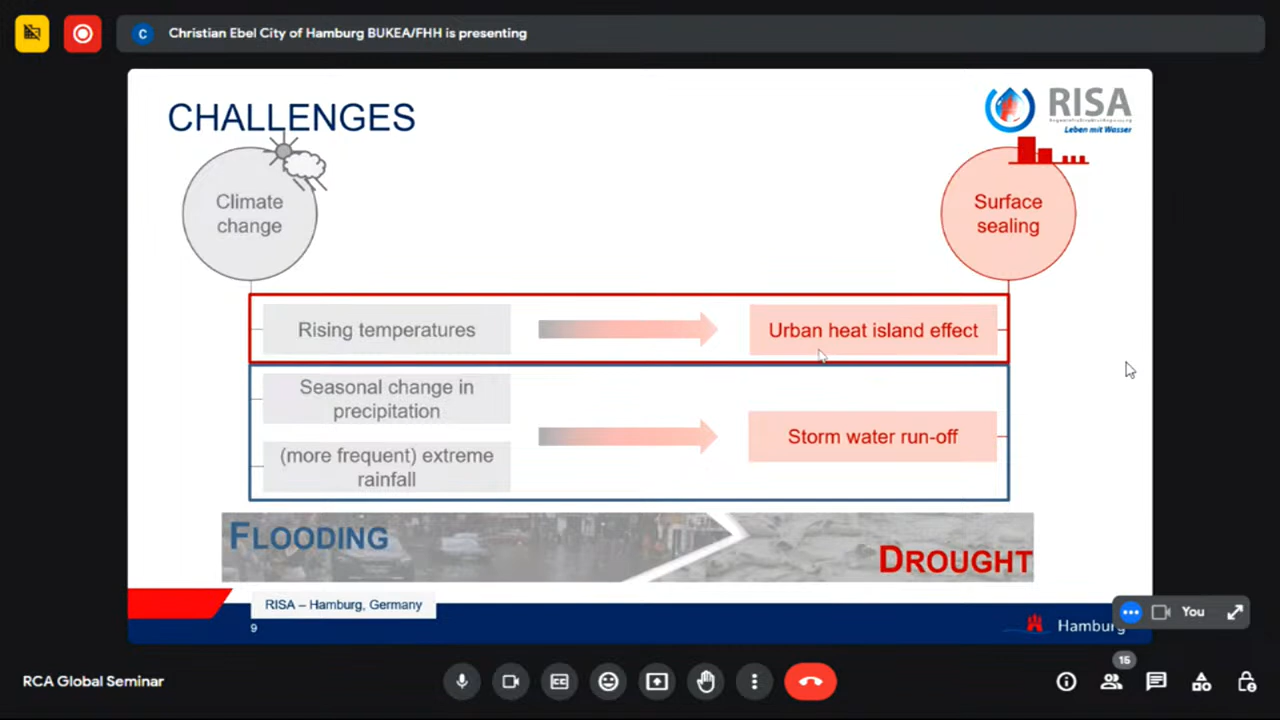 C
Christian Ebel City of Hamburg BUKEA/FHH is presenting
CHALLENGES
RISA
Leben mit Wasser
Climate
change
Surface
sealing
Rising temperatures
Urban heat island effect
Seasonal change in
precipitation
Storm water run-off
(more frequent) extreme
rainfall
FLOODING
DROUGHT
RISA – Hamburg, Germany
9
Hamburg
You
15
RCA Global Seminar
CC